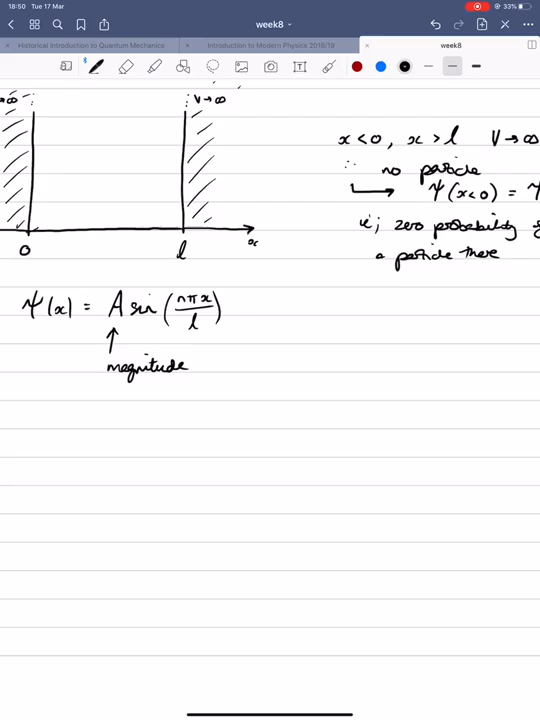 18:50 Tue 17 Mar
33%
week8
Historical Introduction to Quantum Mechanics
Introduction to Modern Physics 2018/19
week8
→∞
V→∞
0
l
x
x<0, x>l V→∞
∴ no particle
↳ Ψ(x<0) = Ψ
ie; zero probability
a particle there
Ψ(x) = A sin(nπx/l)
↑
magnitude